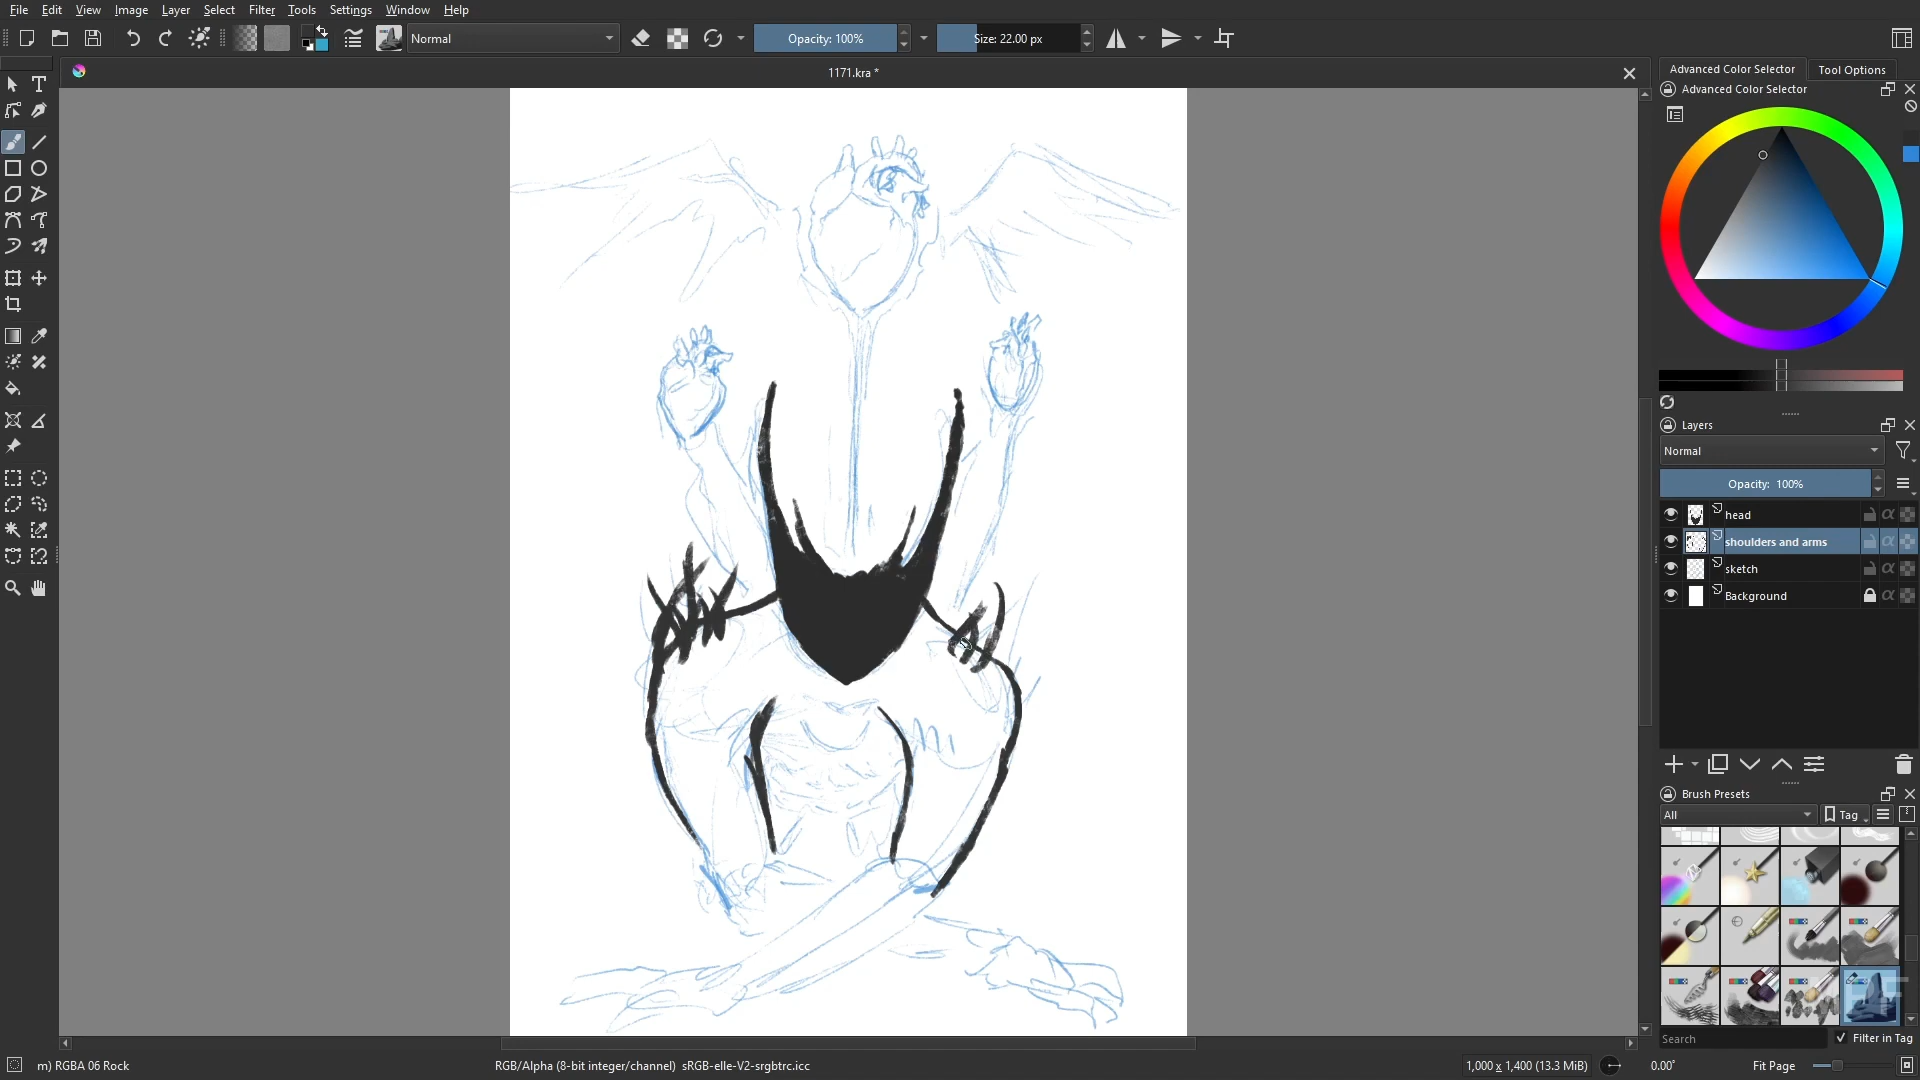 File Edit View Image Layer Select Filter Tools Settings Window Help
Normal
Opacity: 100%
Size: 22.00 px
1171.kra *
Advanced Color Selector
Tool Options
Advanced Color Selector
Layers
Normal
Opacity: 100%
head
shoulders and arms
sketch
Background
Brush Presets
All
Tag
Search
Filter in Tag
m) RGBA 06 Rock
RGB/Alpha (8-bit integer/channel) sRGB-elle-V2-srgbtrc.icc
1,000 x 1,400 (13.3 MiB)
0.00°
Fit Page